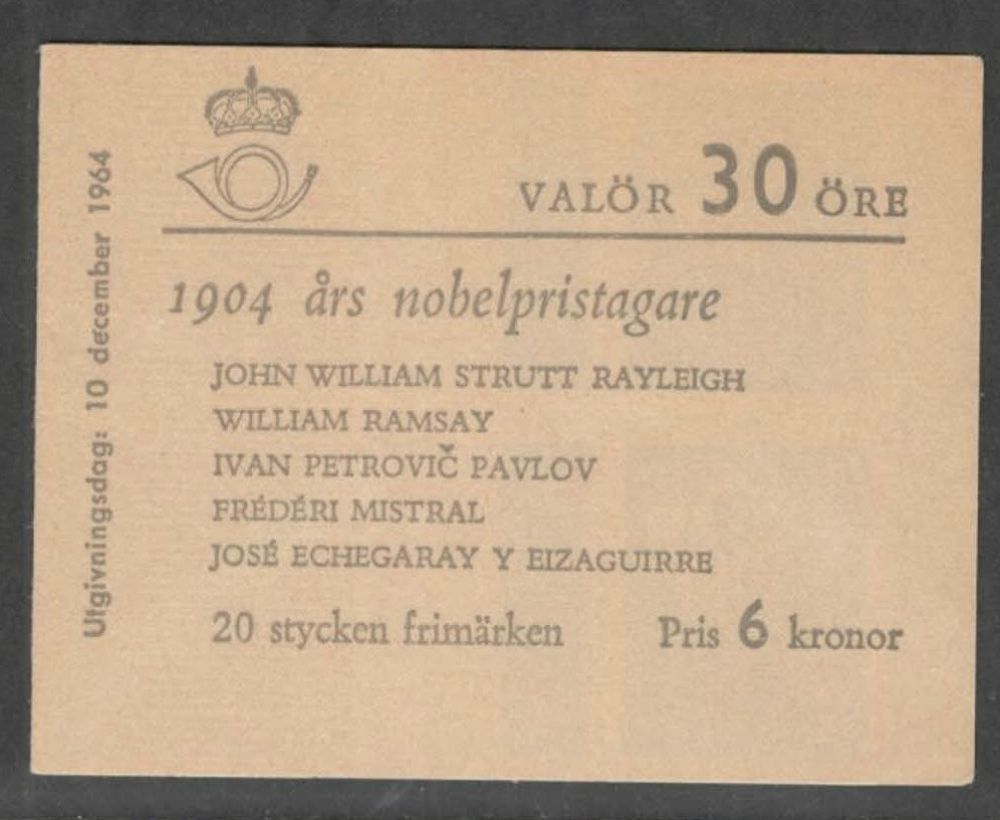 VALÖR 30 ÖRE
1904 års nobelpristagare
JOHN WILLIAM STRUTT RAYLEIGH
WILLIAM RAMSAY
IVAN PETROVIČ PAVLOV
FRÉDÉRI MISTRAL
JOSÉ ECHEGARAY Y EIZAGUIRRE
20 stycken frimärken Pris 6 kronor
Utgivningsdag: 10 december 1964